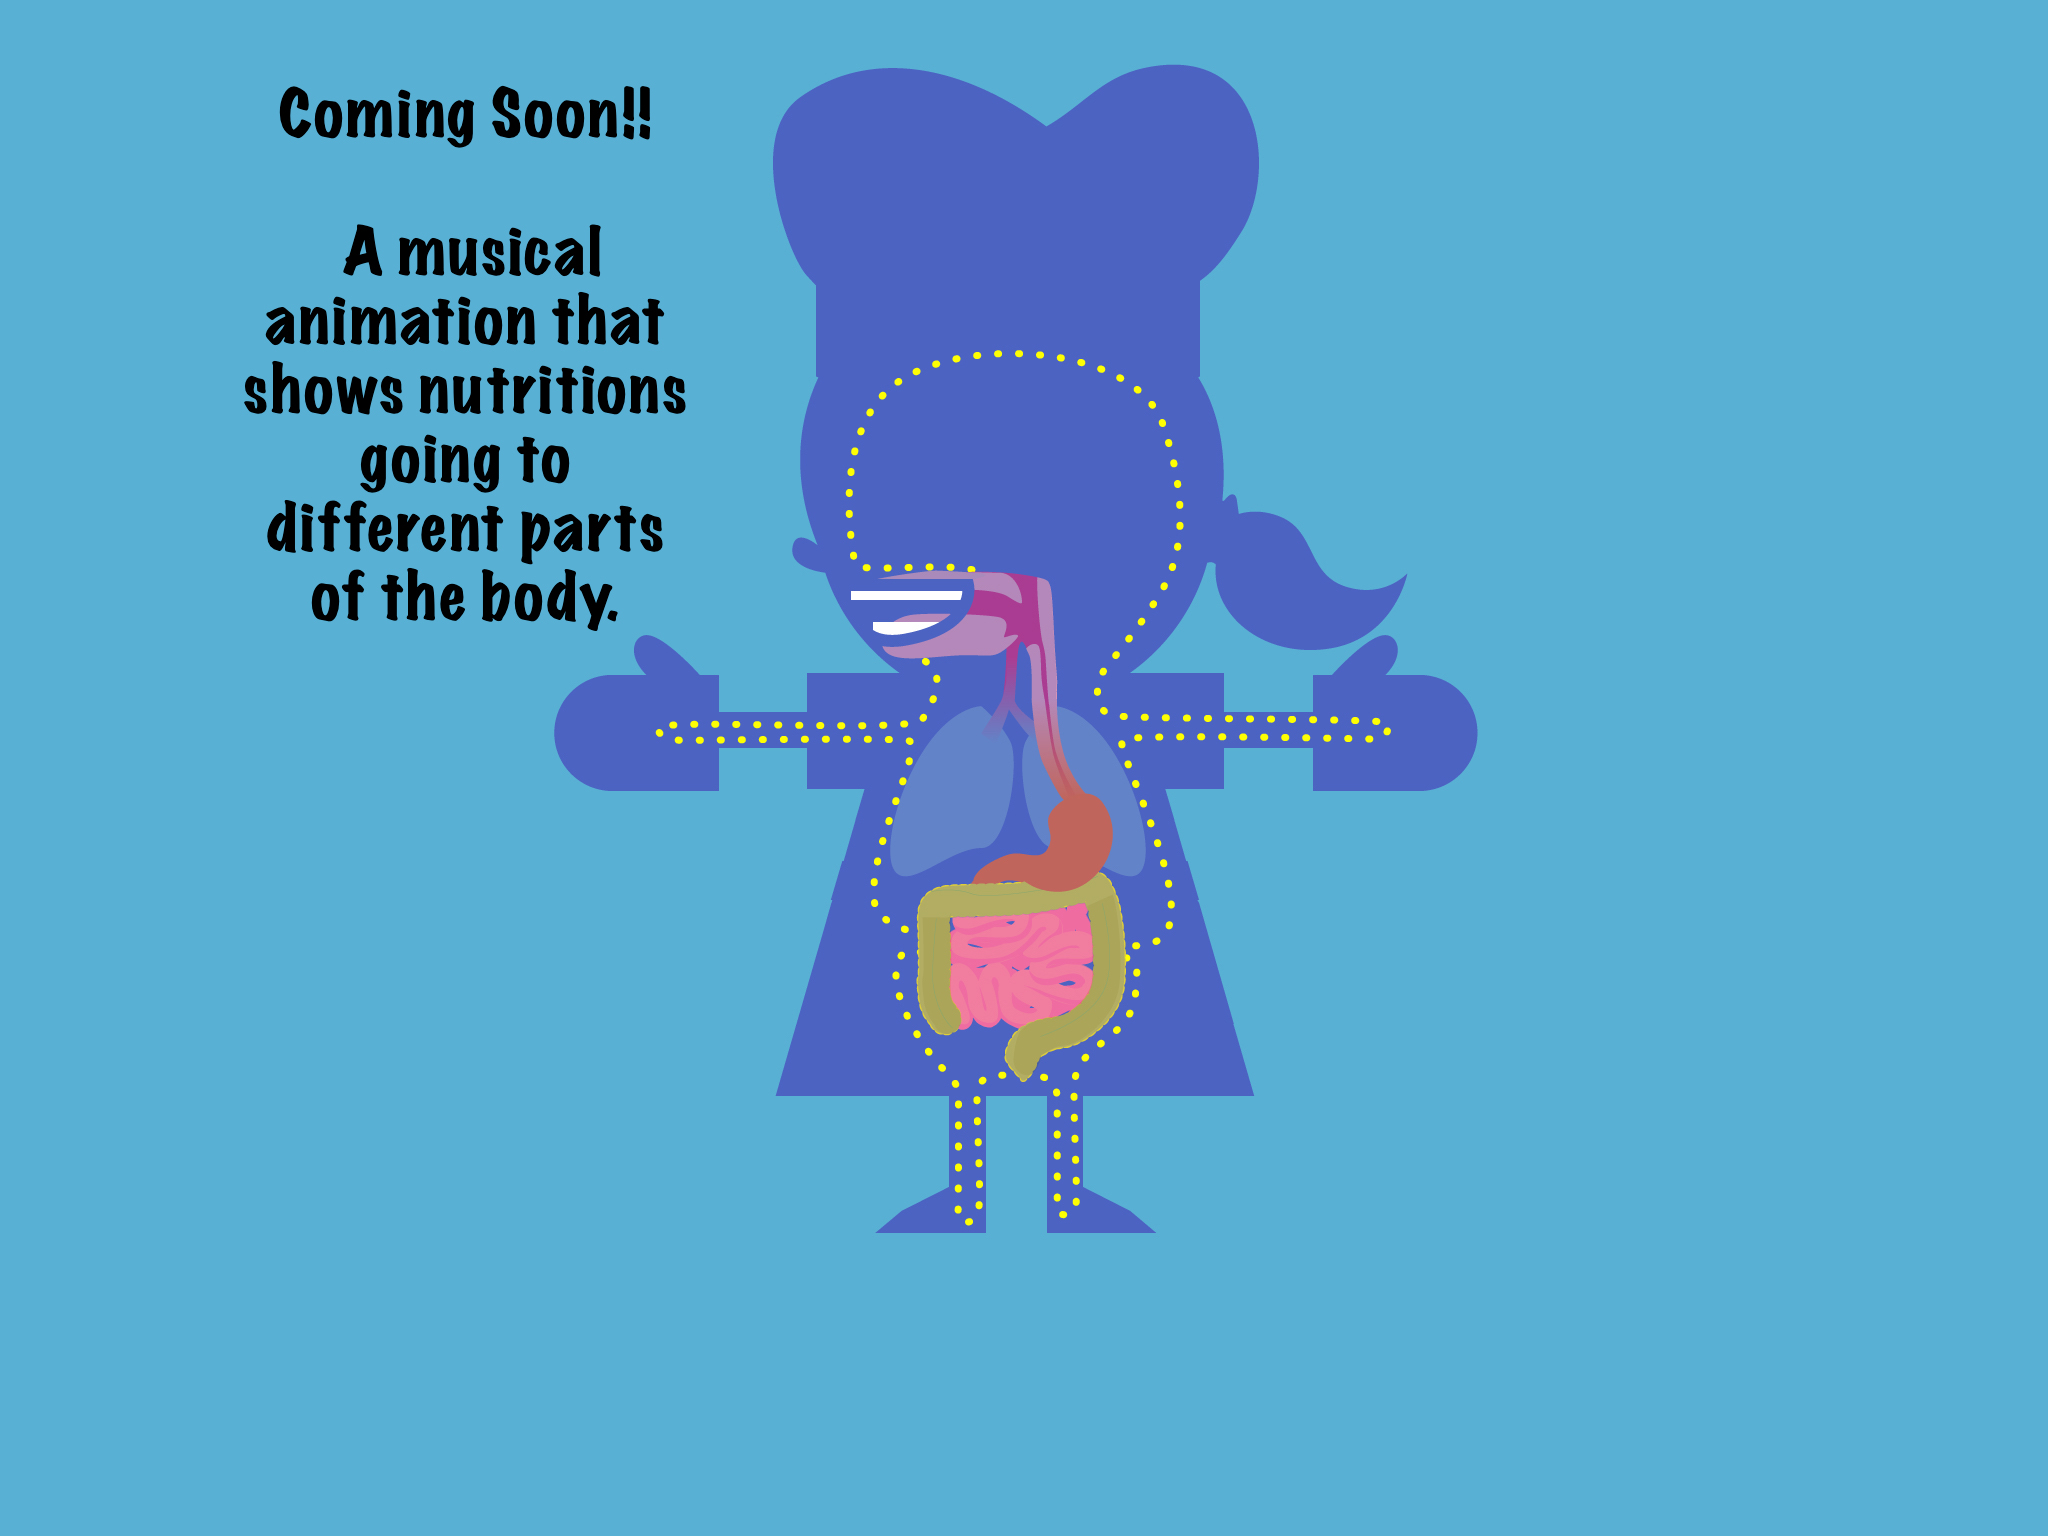 Coming Soon!!
A musical
animation that
shows nutritions
going to
different parts
of the body.